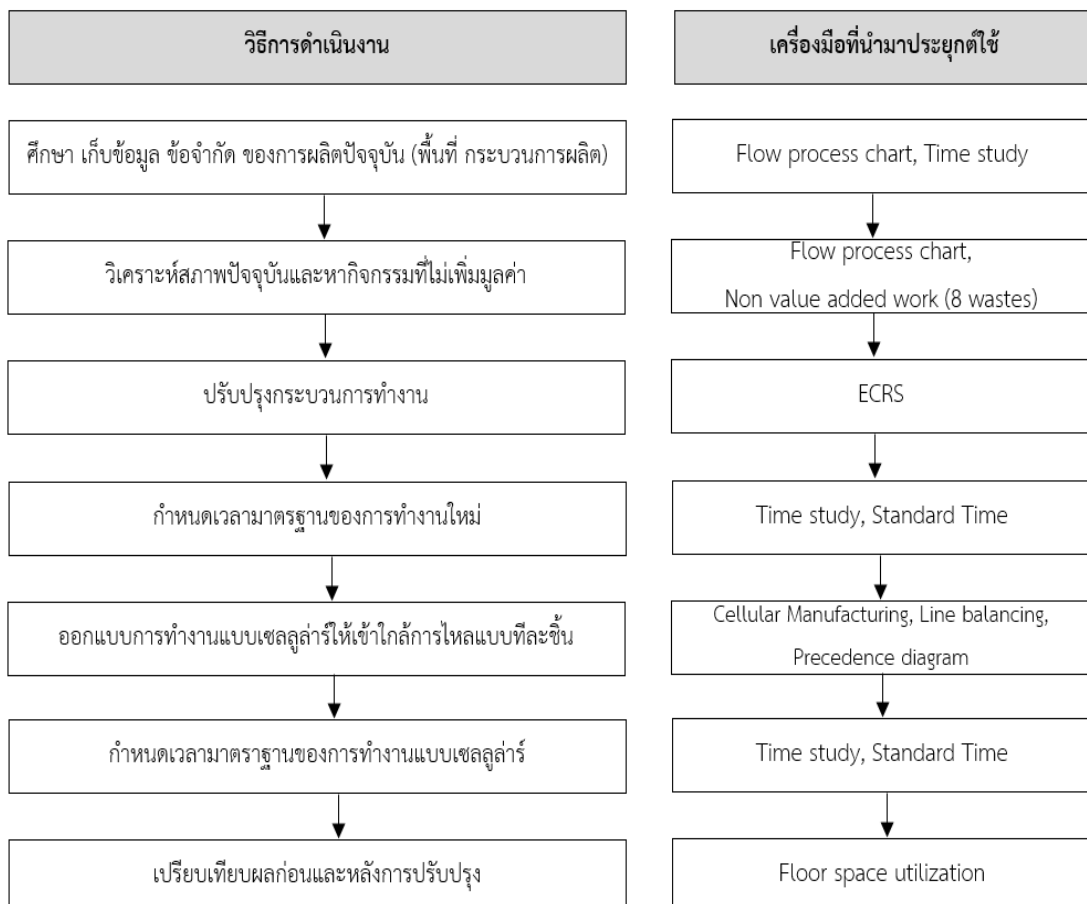 วิธีการดำเนินงาน
เครื่องมือที่นำมาประยุกต์ใช้
ศึกษา เก็บข้อมูล ข้อจำกัด ของการผลิตปัจจุบัน (พื้นที่ กระบวนการผลิต)
Flow process chart, Time study
วิเคราะห์สภาพปัจจุบันและหากิจกรรมที่ไม่เพิ่มมูลค่า
Flow process chart,
Non value added work (8 wastes)
ปรับปรุงกระบวนการทำงาน
ECRS
กำหนดเวลามาตรฐานของการทำงานใหม่
Time study, Standard Time
ออกแบบการทำงานแบบเซลลูล่าร์ให้เข้าใกล้การไหลแบบทีละชิ้น
Cellular Manufacturing, Line balancing,
Precedence diagram
กำหนดเวลามาตราฐานของการทำงานแบบเซลลูล่าร์
Time study, Standard Time
เปรียบเทียบผลก่อนและหลังการปรับปรุง
Floor space utilization